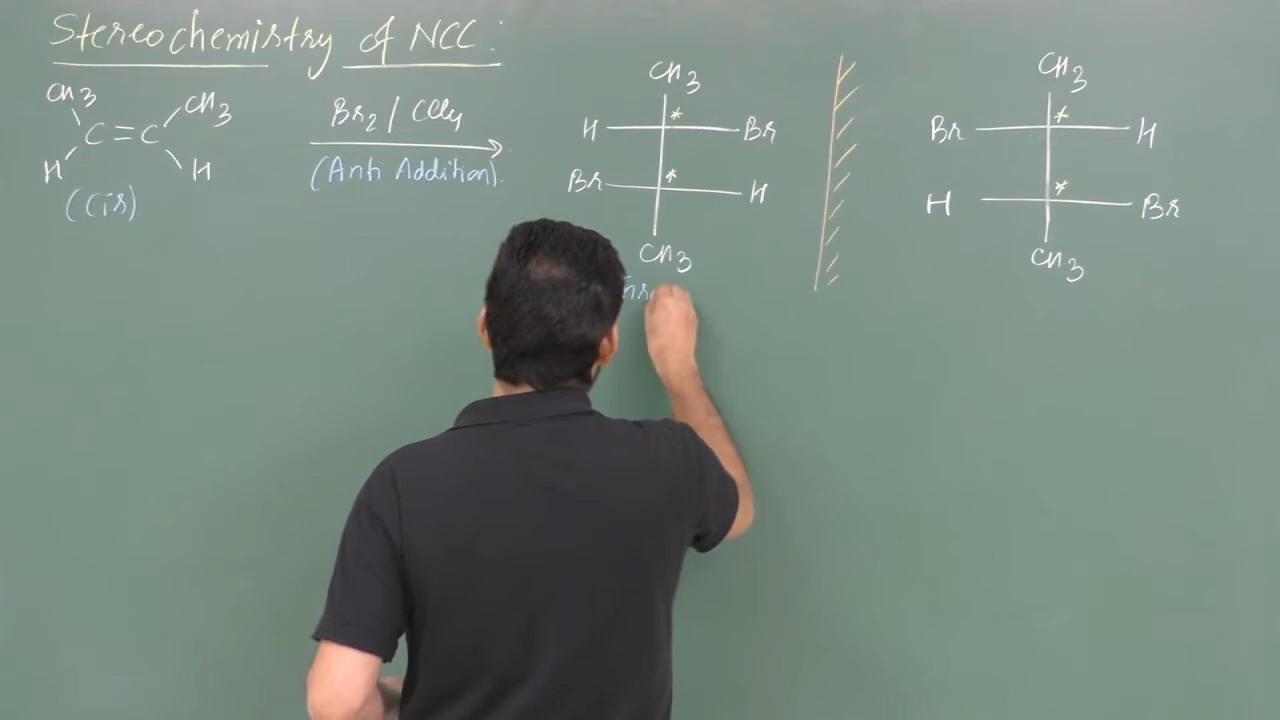 Stereochemistry of NCC:
CH3 CH3
C=C
H H
(Cis)
Br2 / CCl4
(Anti Addition).
CH3
H * Br
Br * H
CH3
CH3
Br * H
H * Br
CH3